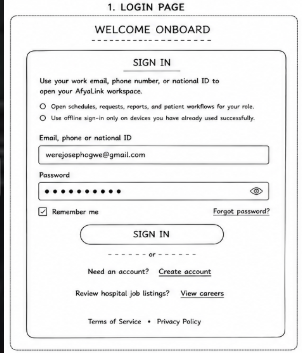 1. LOGIN PAGE
WELCOME ONBOARD
SIGN IN
Use your work email, phone number, or national ID to
open your AfyaLink workspace.
Open schedules, requests, reports, and patient workflows for your role.
Use offline sign-in only on devices you have already used successfully.
Email, phone or national ID
werejosephogwe@gmail.com
Password
Remember me Forgot password?
SIGN IN
or
Need an account? Create account
Review hospital job listings? View careers
Terms of Service • Privacy Policy